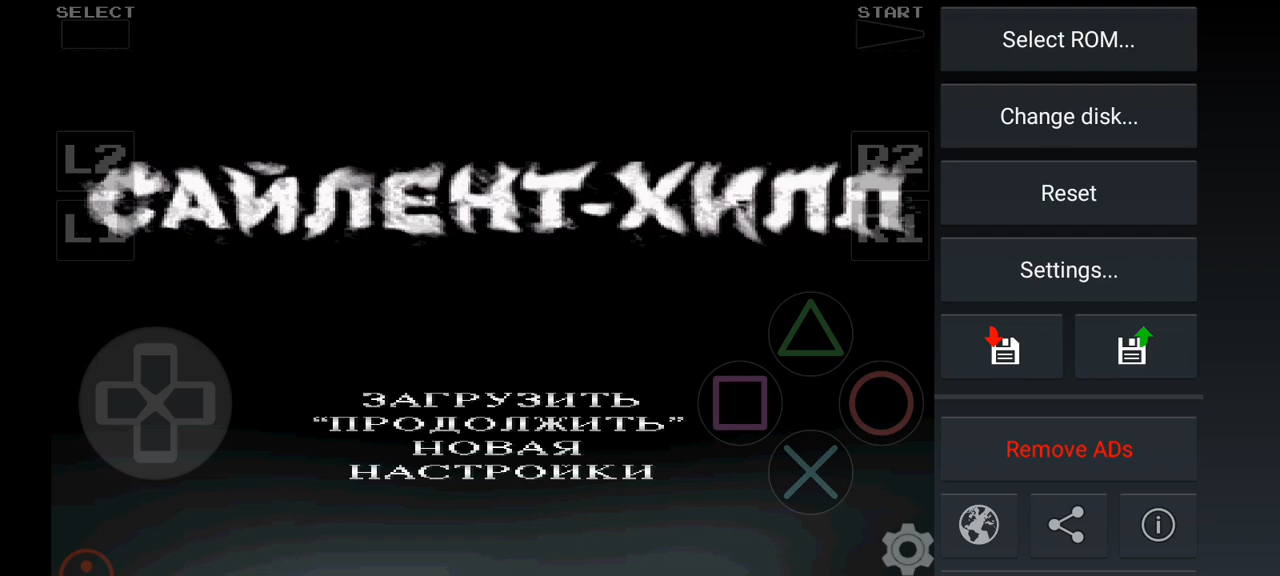 SELECT
START
L2
R2
L1
R1
САЙЛЕНТ-ХИЛЛ
ЗАГРУЗИТЬ
“ПРОДОЛЖИТЬ”
НОВАЯ
НАСТРОЙКИ
Select ROM...
Change disk...
Reset
Settings...
Remove ADs